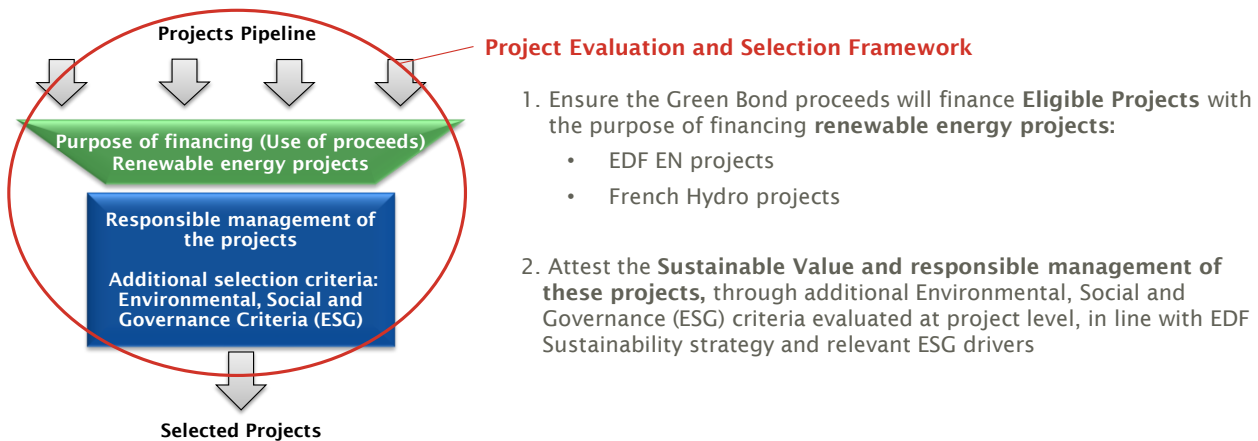 Projects Pipeline
Purpose of financing (Use of proceeds)
Renewable energy projects
Responsible management of
the projects
Additional selection criteria:
Environmental, Social and
Governance Criteria (ESG)
Selected Projects
Project Evaluation and Selection Framework
1. Ensure the Green Bond proceeds will finance Eligible Projects with
the purpose of financing renewable energy projects:
• EDF EN projects
• French Hydro projects
2. Attest the Sustainable Value and responsible management of
these projects, through additional Environmental, Social and
Governance (ESG) criteria evaluated at project level, in line with EDF
Sustainability strategy and relevant ESG drivers